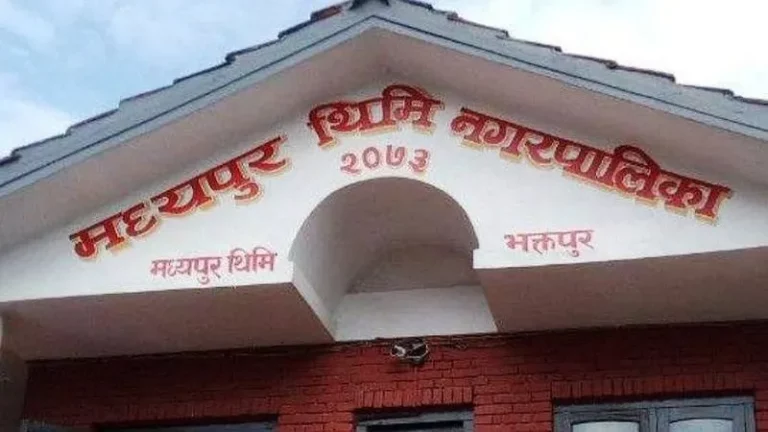 मध्यपुर थिमि नगरपालिका
२०७३
मध्यपुर थिमि
भक्तपुर